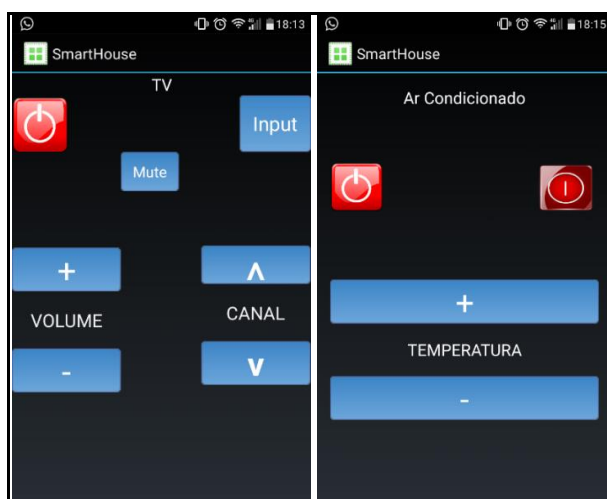 18:13
SmartHouse
TV
Input
Mute
+
ʌ
VOLUME
CANAL
-
v
18:15
SmartHouse
Ar Condicionado
+
TEMPERATURA
-